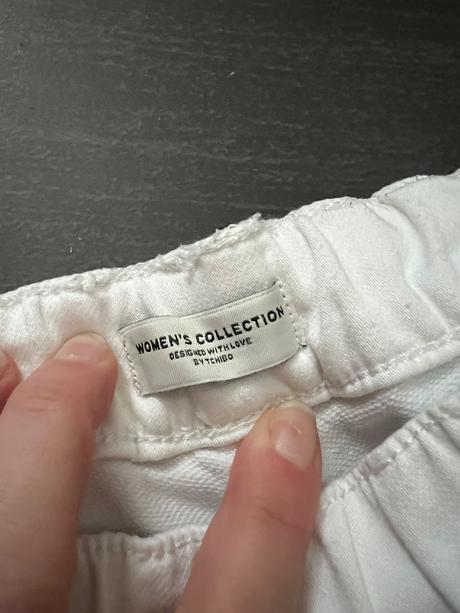 WOMEN'S COLLECTION
DESIGNED WITH LOVE
BY TCHIBO